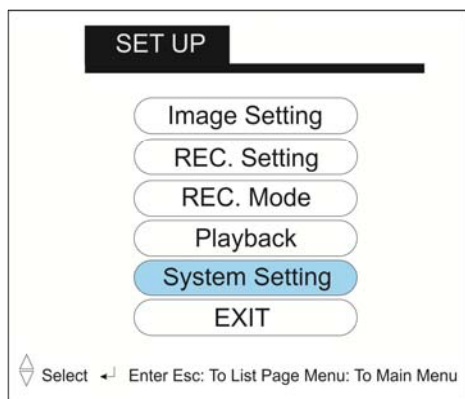 SET UP
Image Setting
REC. Setting
REC. Mode
Playback
System Setting
EXIT
Select Enter Esc: To List Page Menu: To Main Menu